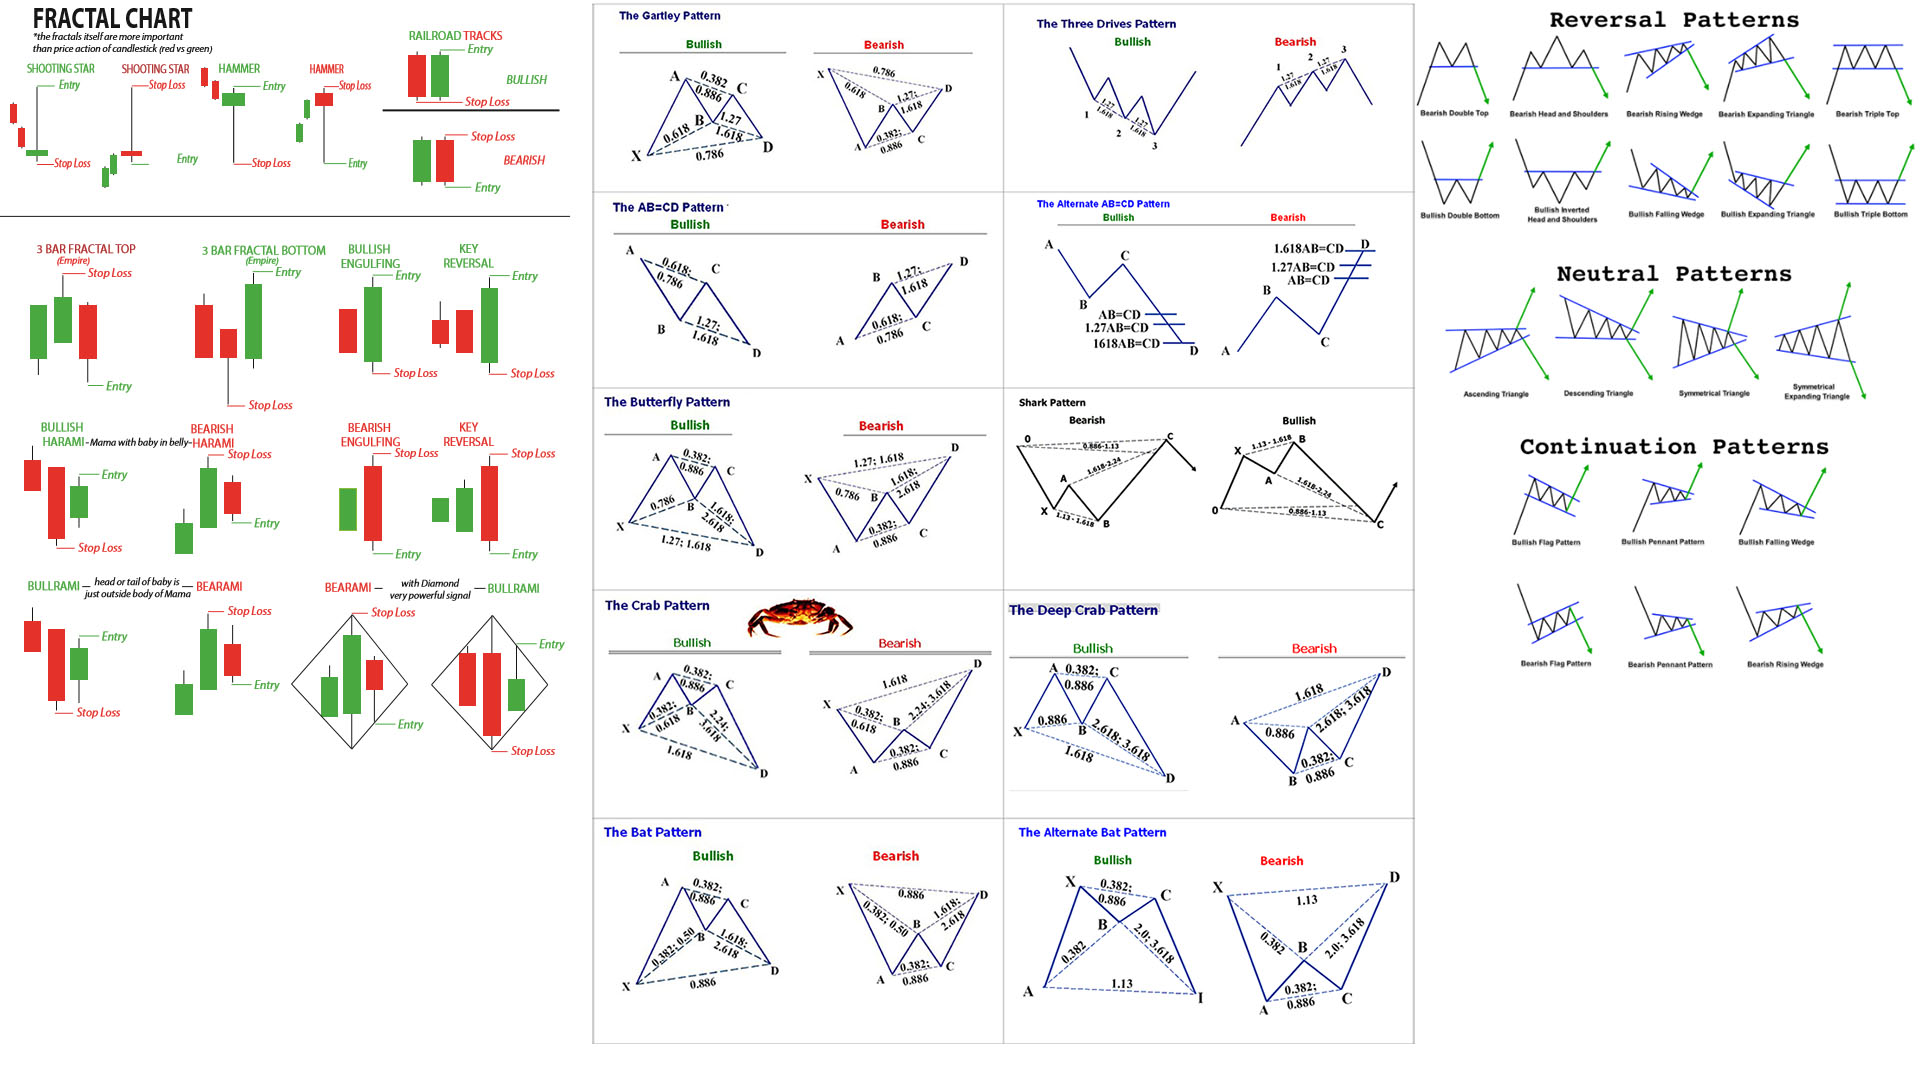 FRACTAL CHART
*the fractals itself are more important
than price action of candlestick (red vs green)
SHOOTING STAR
Entry
Stop Loss
SHOOTING STAR
Stop Loss
Entry
HAMMER
Entry
Stop Loss
HAMMER
Stop Loss
Entry
RAILROAD TRACKS
Entry
BULLISH
Stop Loss
Stop Loss
BEARISH
Entry
3 BAR FRACTAL TOP
(Empire)
Stop Loss
Entry
3 BAR FRACTAL BOTTOM
(Empire)
Entry
Stop Loss
BULLISH
ENGULFING
Entry
Stop Loss
KEY
REVERSAL
Entry
Stop Loss
BULLISH
HARAMI
-Mama with baby in belly-
BEARISH
HARAMI
Entry
Stop Loss
Stop Loss
Entry
BEARISH
ENGULFING
Stop Loss
Entry
KEY
REVERSAL
Stop Loss
Entry
BULLRAMI
head or tail of baby is
just outside body of Mama
BEARAMI
Entry
Stop Loss
Stop Loss
Entry
BEARAMI
with Diamond
very powerful signal
BULLRAMI
Stop Loss
Entry
Entry
Stop Loss
The Gartley Pattern
Bullish
A
0.382
0.886
C
B
1.27
1.618
0.618
X
0.786
D
Bearish
X
0.786
0.618
D
B
1.27;
1.618
A
0.382;
0.886
C
The Three Drives Pattern
Bullish
1
1.27
1.618
2
1.27
1.618
3
Bearish
1
1.27
1.618
2
1.27
1.618
3
The AB=CD Pattern
Bullish
A
0.618;
0.786
C
B
1.27;
1.618
D
Bearish
B
1.27;
1.618
D
A
0.618;
0.786
C
The Alternate AB=CD Pattern
Bullish
A
C
B
AB=CD
1.27AB=CD
1618AB=CD
D
Bearish
1.618AB=CD
D
1.27AB=CD
AB=CD
B
A
C
The Butterfly Pattern
Bullish
A
0.382;
0.886
C
0.786
B
1.618;
2.618
X
1.27; 1.618
D
Bearish
D
1.27; 1.618
X
0.786
B
1.618;
2.618
0.382;
0.886
A
C
Shark Pattern
Bearish
0
0.886-1.13
C
1.618-2.24
A
X
1.13 - 1.618
B
Bullish
X
1.13 - 1.618
B
A
1.618-2.24
0
0.886-1.13
C
The Crab Pattern
Bullish
A
0.382;
0.886
C
0.382;
0.618
B
2.24;
3.618
X
1.618
D
Bearish
D
1.618
X
0.382;
0.618
B
2.24; 3.618
0.382;
0.886
A
C
The Deep Crab Pattern
Bullish
A
0.382;
0.886
C
0.886
X
B
2.618; 3.618
1.618
D
Bearish
D
1.618
A
0.886
2.618; 3.618
0.382;
0.886
B
C
The Bat Pattern
Bullish
A
0.382;
0.886
C
0.382; 0.50
B
1.618;
2.618
X
0.886
D
Bearish
X
0.886
D
0.382; 0.50
B
1.618;
2.618
A
0.382;
0.886
C
The Alternate Bat Pattern
Bullish
X
0.382;
0.886
C
B
0.382
2.0; 3.618
A
1.13
I
Bearish
X
D
1.13
0.382
B
2.0; 3.618
0.382;
0.886
A
C
Reversal Patterns
Bearish Double Top
Bearish Head and Shoulders
Bearish Rising Wedge
Bearish Expanding Triangle
Bearish Triple Top
Bullish Double Bottom
Bullish Inverted
Head and Shoulders
Bullish Falling Wedge
Bullish Expanding Triangle
Bullish Triple Bottom
Neutral Patterns
Ascending Triangle
Descending Triangle
Symmetrical Triangle
Symmetrical
Expanding Triangle
Continuation Patterns
Bullish Flag Pattern
Bullish Pennant Pattern
Bullish Falling Wedge
Bearish Flag Pattern
Bearish Pennant Pattern
Bearish Rising Wedge